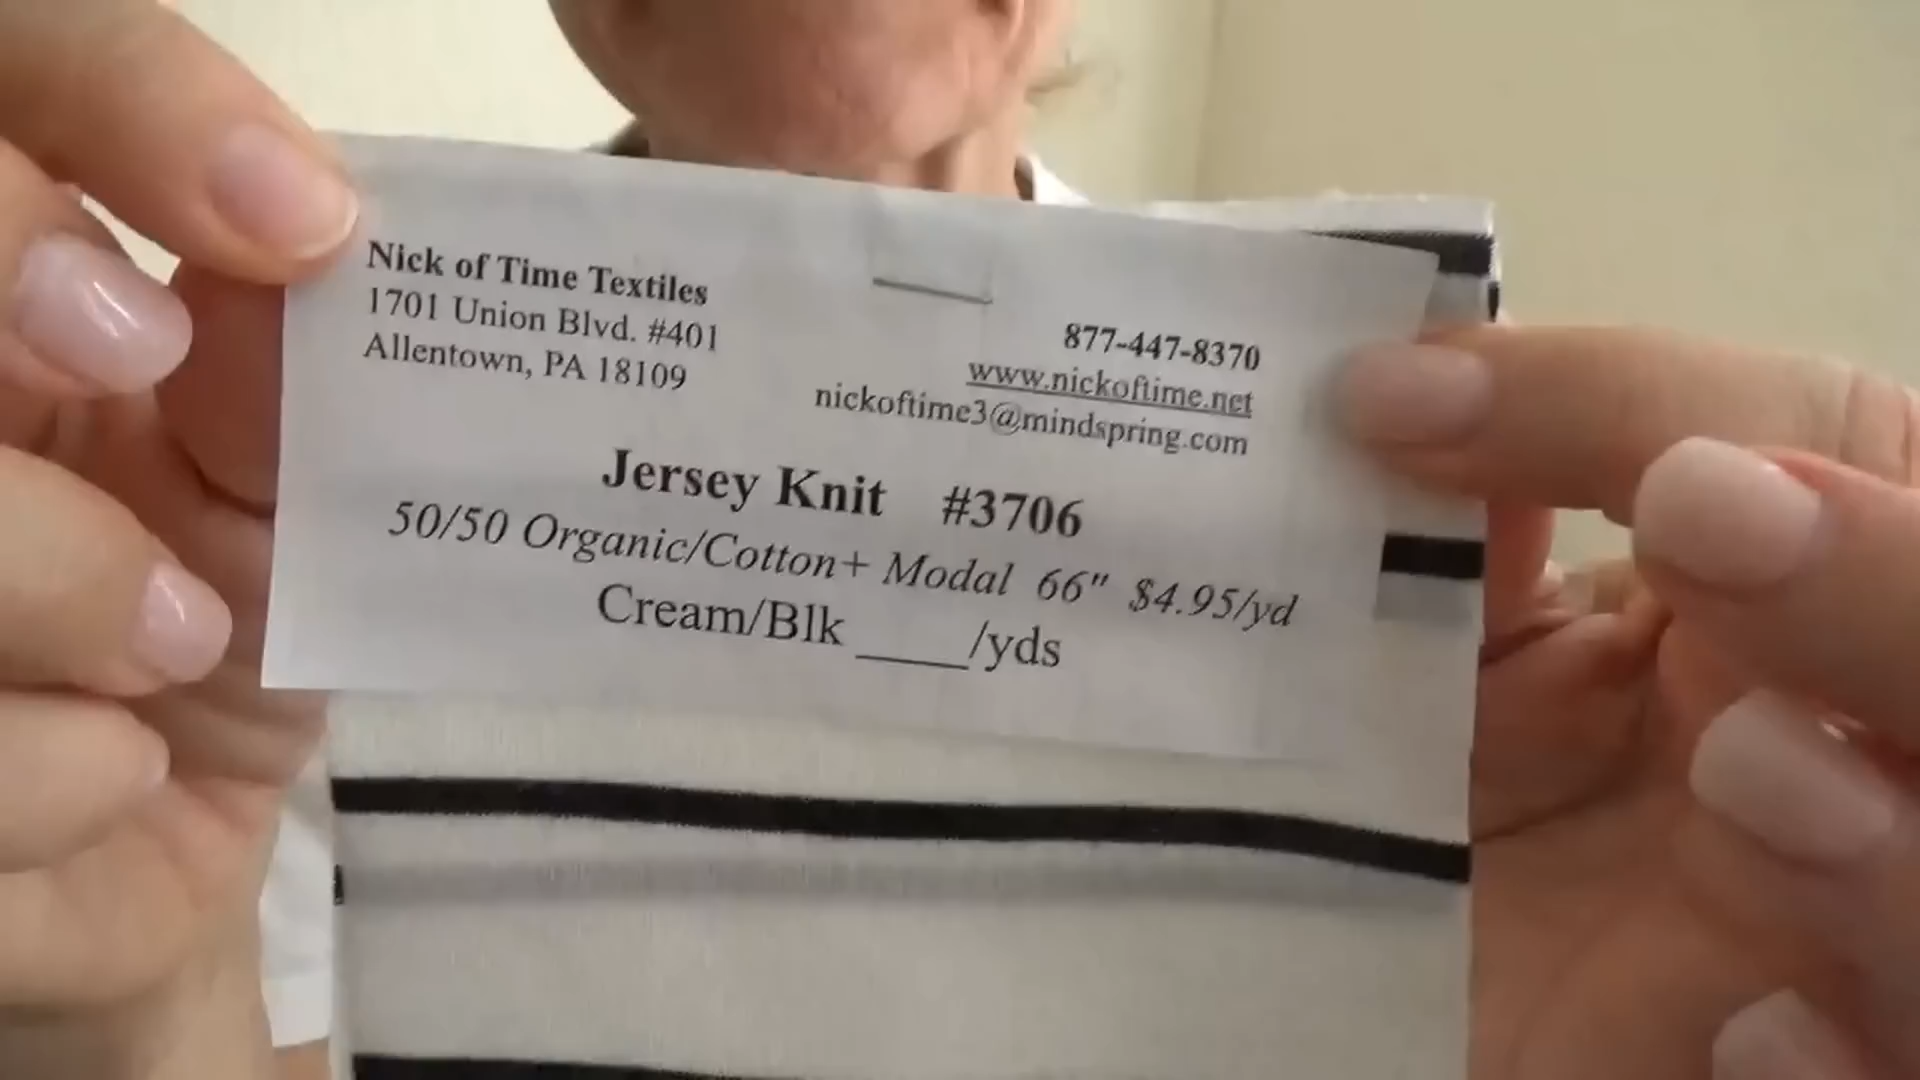 Nick of Time Textiles
1701 Union Blvd. #401
Allentown, PA 18109
877-447-8370
www.nickoftime.net
nickoftime3@mindspring.com
Jersey Knit #3706
50/50 Organic/Cotton+ Modal 66" $4.95/yd
Cream/Blk ____/yds